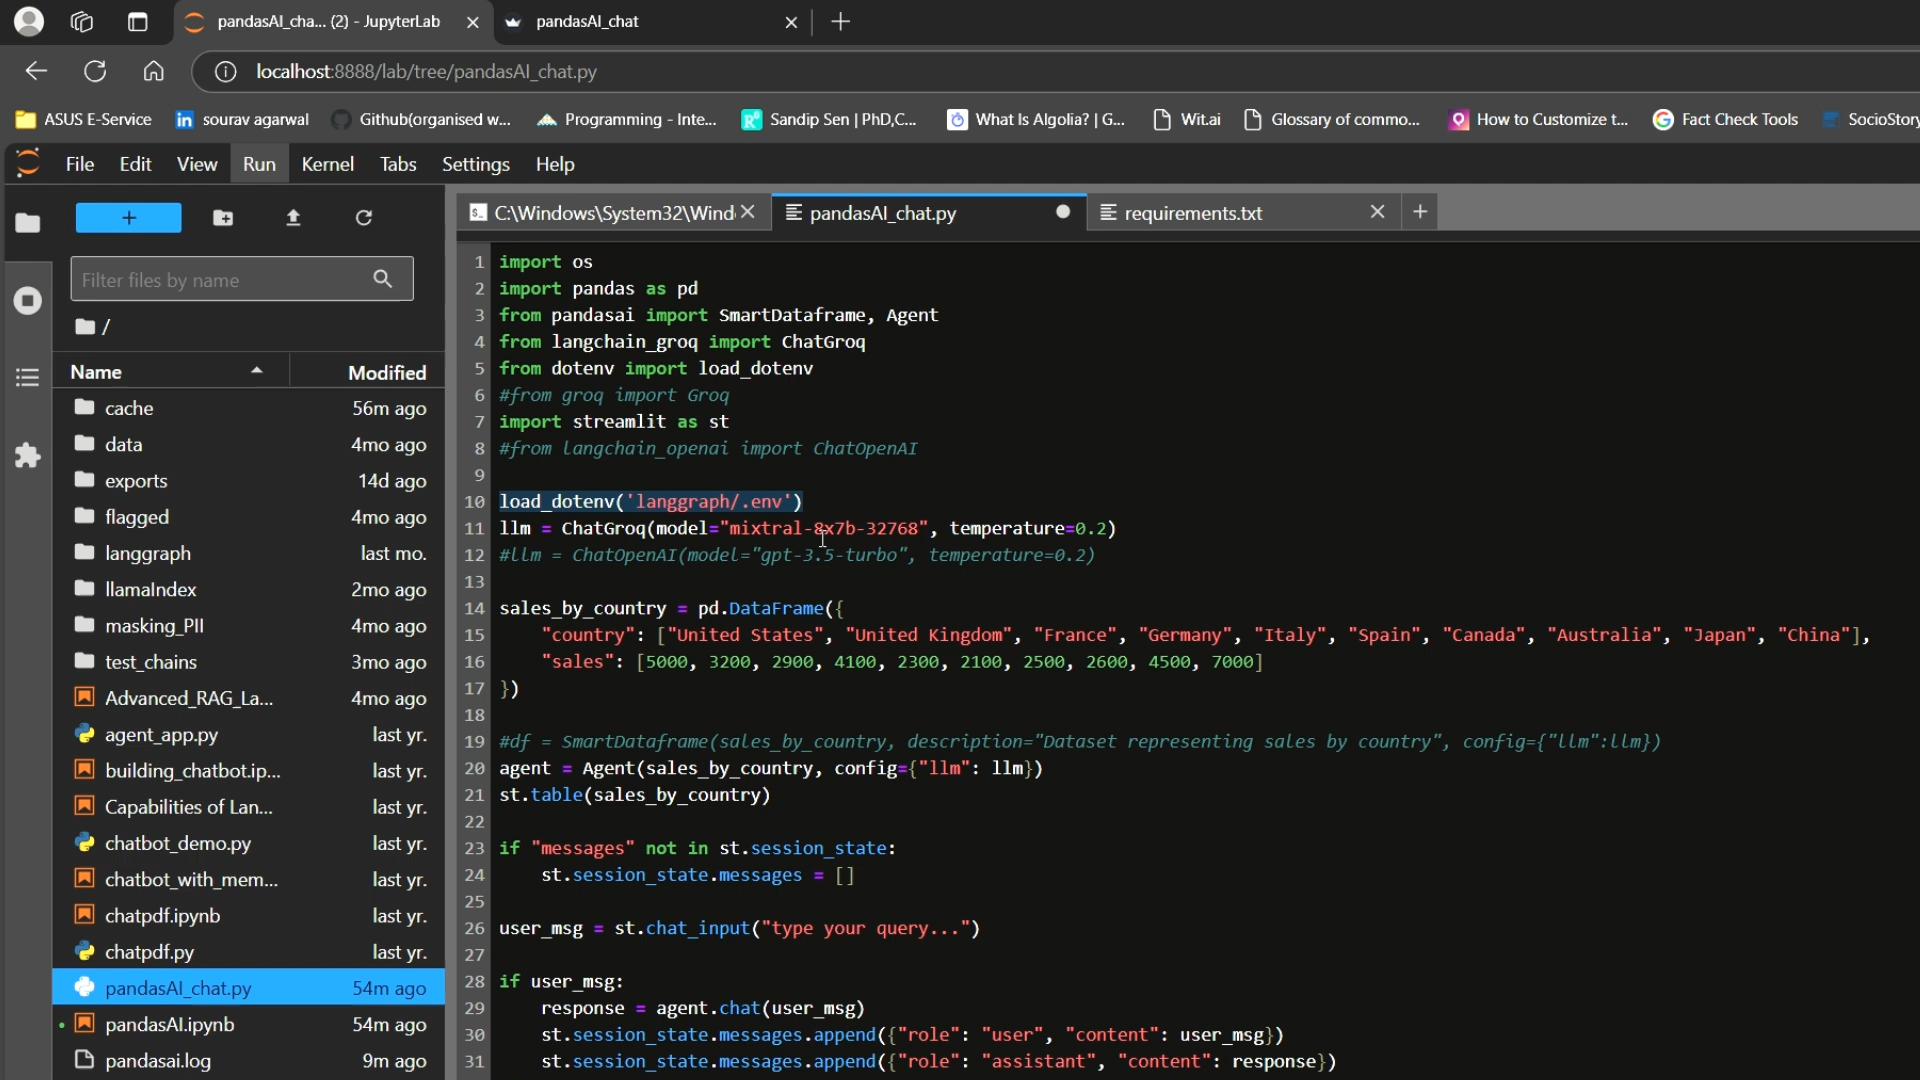 pandasAI_cha... (2) - JupyterLab
pandasAI_chat
localhost:8888/lab/tree/pandasAI_chat.py
ASUS E-Service
sourav agarwal
Github(organised w...
Programming - Inte...
Sandip Sen | PhD,C...
What Is Algolia? | G...
Wit.ai
Glossary of commo...
How to Customize t...
Fact Check Tools
SocioStory
File Edit View Run Kernel Tabs Settings Help
C:\Windows\System32\Wind
pandasAI_chat.py
requirements.txt
Filter files by name
/
Name Modified
cache 56m ago
data 4mo ago
exports 14d ago
flagged 4mo ago
langgraph last mo.
llamaIndex 2mo ago
masking_PII 4mo ago
test_chains 3mo ago
Advanced_RAG_La... 4mo ago
agent_app.py last yr.
building_chatbot.ip... last yr.
Capabilities of Lan... last yr.
chatbot_demo.py last yr.
chatbot_with_mem... last yr.
chatpdf.ipynb last yr.
chatpdf.py last yr.
pandasAI_chat.py 54m ago
pandasAI.ipynb 54m ago
pandasai.log 9m ago
1 import os
2 import pandas as pd
3 from pandasai import SmartDataframe, Agent
4 from langchain_groq import ChatGroq
5 from dotenv import load_dotenv
6 #from groq import Groq
7 import streamlit as st
8 #from langchain_openai import ChatOpenAI
9
10 load_dotenv('langgraph/.env')
11 llm = ChatGroq(model="mixtral-8x7b-32768", temperature=0.2)
12 #llm = ChatOpenAI(model="gpt-3.5-turbo", temperature=0.2)
13
14 sales_by_country = pd.DataFrame({
15     "country": ["United States", "United Kingdom", "France", "Germany", "Italy", "Spain", "Canada", "Australia", "Japan", "China"],
16     "sales": [5000, 3200, 2900, 4100, 2300, 2100, 2500, 2600, 4500, 7000]
17 })
18
19 #df = SmartDataframe(sales_by_country, description="Dataset representing sales by country", config={"llm":llm})
20 agent = Agent(sales_by_country, config={"llm": llm})
21 st.table(sales_by_country)
22
23 if "messages" not in st.session_state:
24     st.session_state.messages = []
25
26 user_msg = st.chat_input("type your query...")
27
28 if user_msg:
29     response = agent.chat(user_msg)
30     st.session_state.messages.append({"role": "user", "content": user_msg})
31     st.session_state.messages.append({"role": "assistant", "content": response})